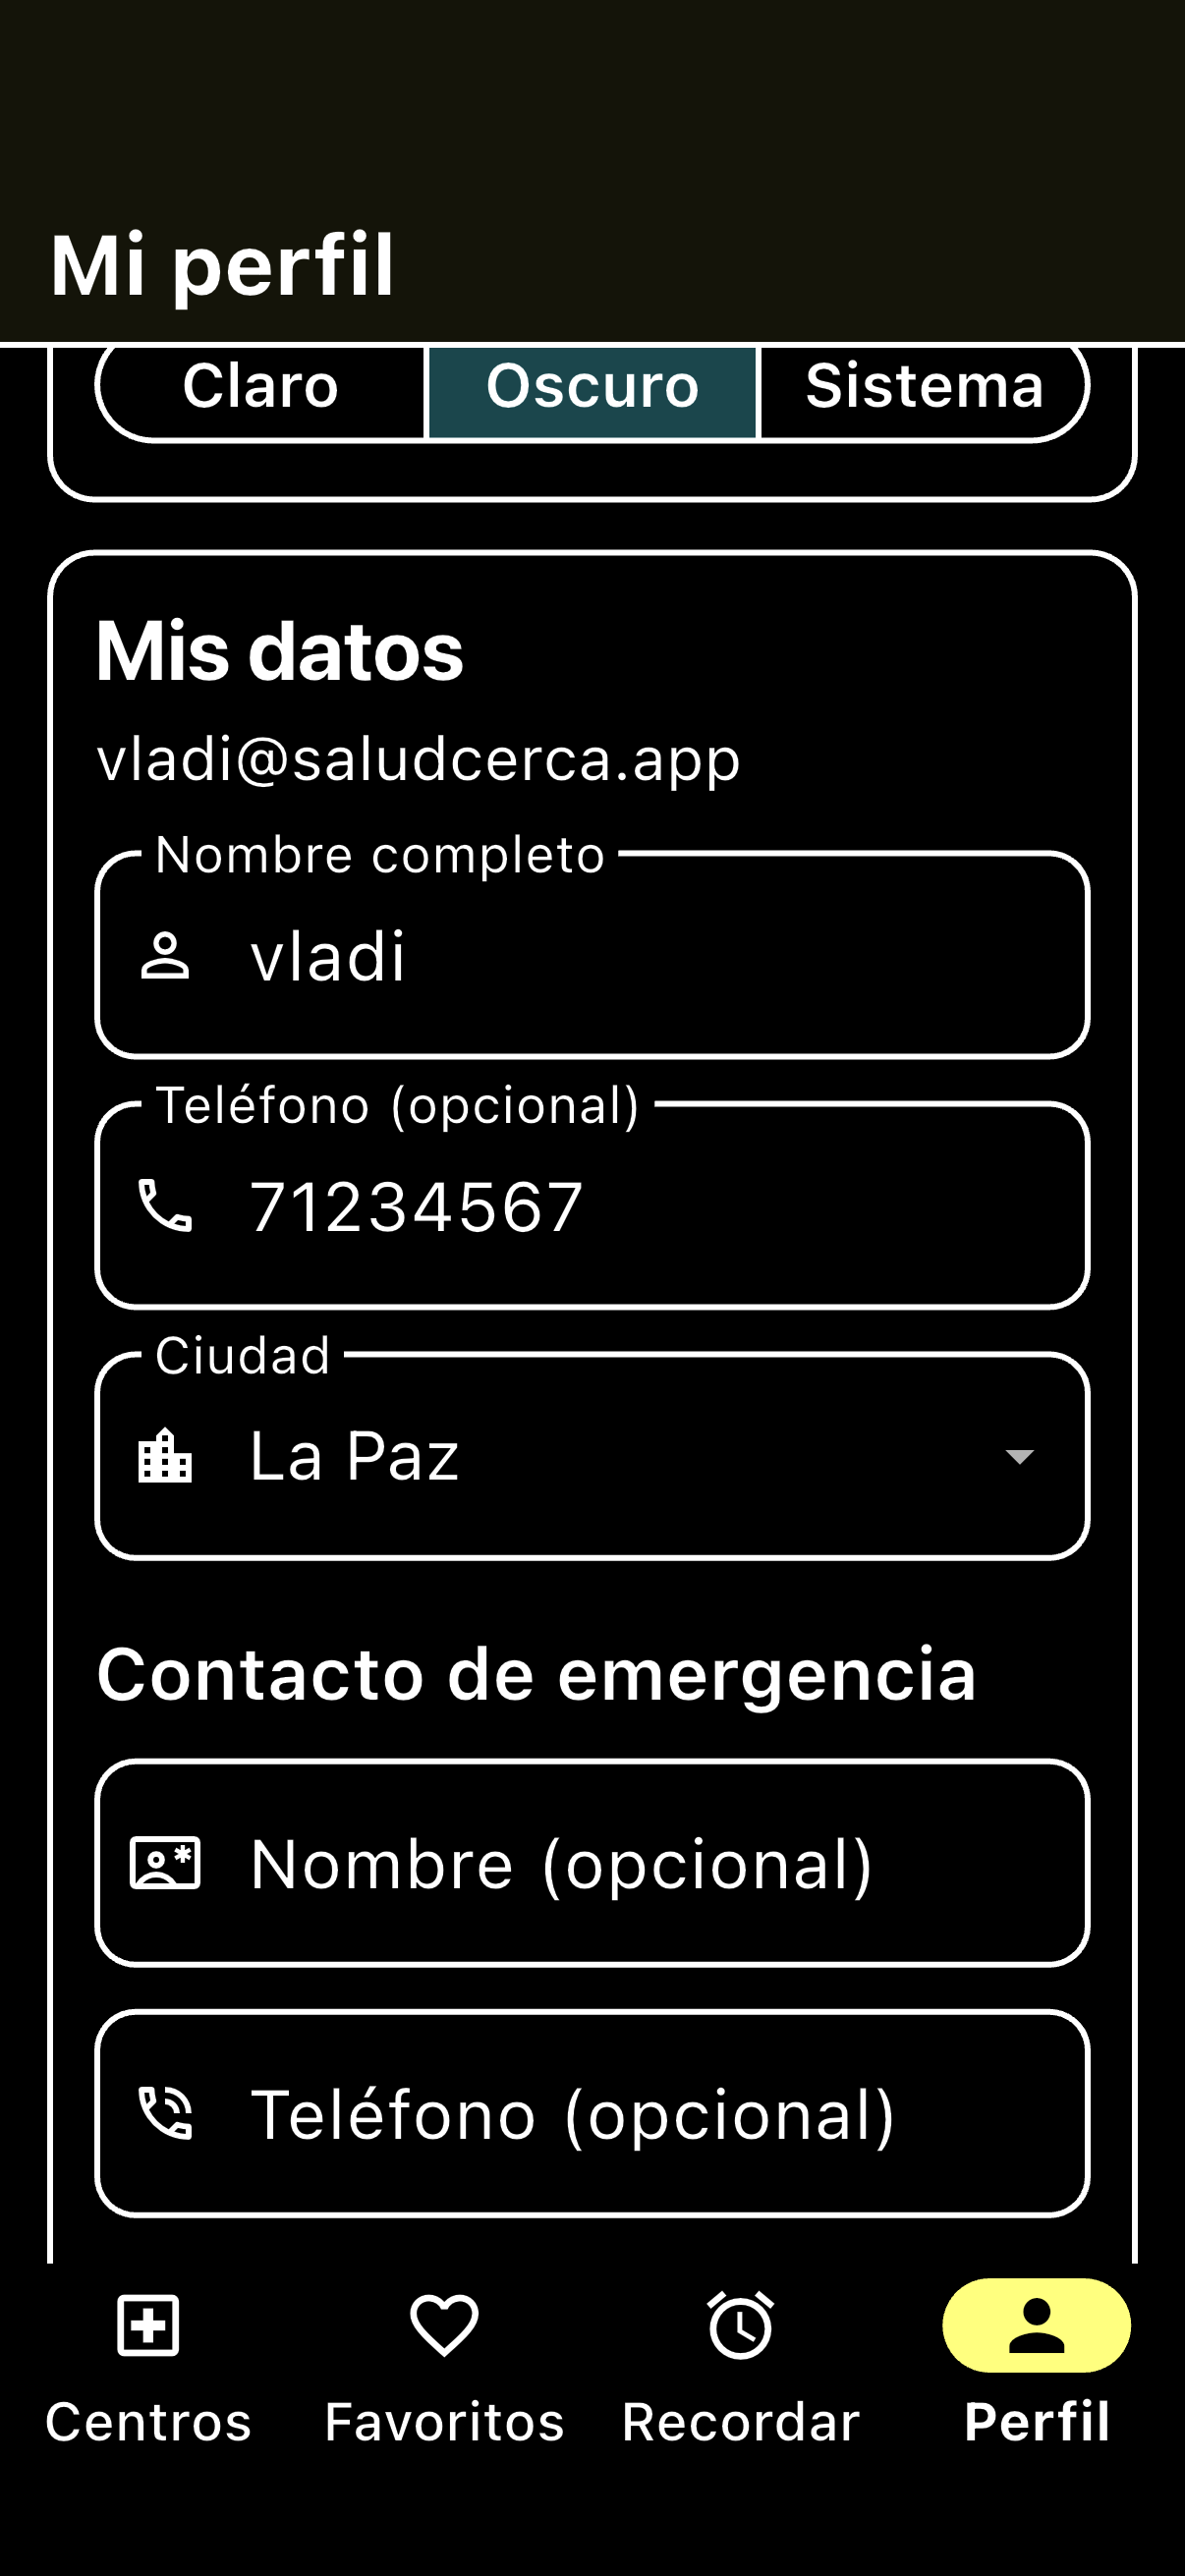 Mi perfil
Claro
Oscuro
Sistema
Mis datos
vladi@saludcerca.app
Nombre completo
vladi
Teléfono (opcional)
71234567
Ciudad
La Paz
Contacto de emergencia
Nombre (opcional)
Teléfono (opcional)
Centros
Favoritos
Recordar
Perfil